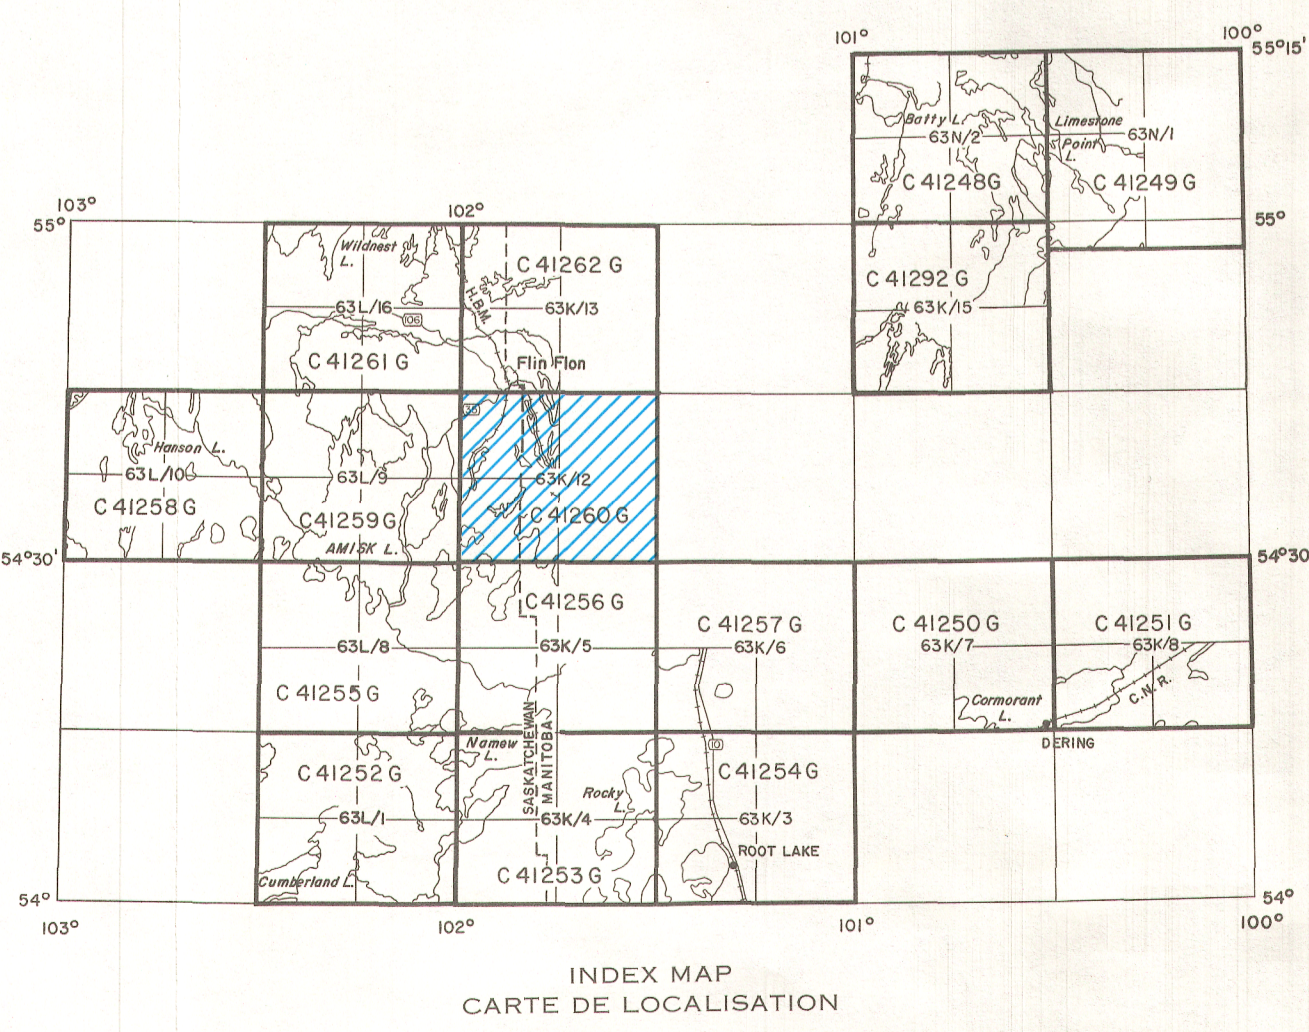 101°
100°
55°15'
Batty L.
63N/2
Limestone
Point
L.
63N/1
C 41248G
C 41249 G
103°
102°
55°
55°
Wildnest
L.
C 41262 G
H.B.M.
C 41292 G
63L/16
106
63K/13
63K/15
C 41261 G
Flin Flon
35
Hanson L.
63L/10
63L/9
63K/12
C 41258 G
C 41259 G
C 41260 G
AMISK L.
54°30'
54°30
C 41256 G
C 41257 G
C 41250 G
C 41251 G
63L/8
63K/5
63K/6
63K/7
63K/8
C 41255 G
Cormorant
L.
C.N.R.
SASKATCHEWAN
MANITOBA
Namew
L.
10
DERING
C 41252 G
C 41254 G
Rocky
L.
63L/1
63K/4
63K/3
ROOT LAKE
C 41253 G
Cumberland L.
54°
54°
103°
102°
101°
100°
INDEX MAP
CARTE DE LOCALISATION